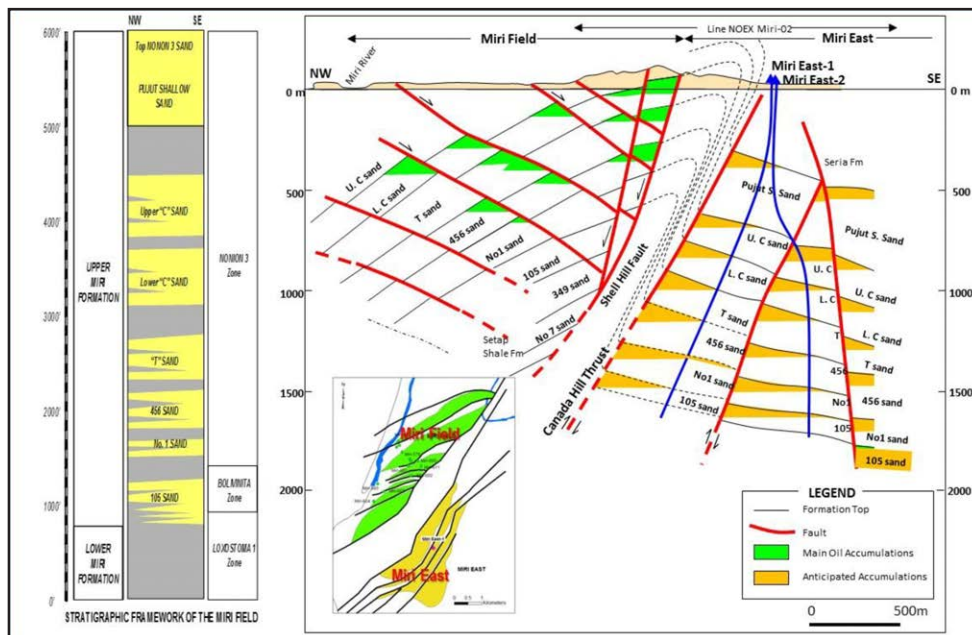 NW SE
6000'
5000'
4000'
3000'
2000'
1000'
0'
UPPER
MIRI
FORMATION
LOWER
MIRI
FORMATION
Top NONION 3 SAND
PUJUT SHALLOW
SAND
Upper "C" SAND
Lower "C" SAND
"T" SAND
456 SAND
No. 1 SAND
105 SAND
NONION 3
Zone
BOLMINITA
Zone
LOXOSTOMA 1
Zone
STRATIGRAPHIC FRAMEWORK OF THE MIRI FIELD
Line NOEX Miri-02
Miri Field
Miri East
NW
Miri River
Miri East-1
Miri East-2
SE
0 m
500
1000
1500
2000
0 m
500
1000
1500
2000
U. C sand
L. C sand
T sand
456 sand
No1 sand
105 sand
349 sand
No 7 sand
Setap
Shale Fm
Shell Hill Fault
Canada Hill Thrust
Pujut S. Sand
U. C sand
L. C sand
T sand
456 sand
No1 sand
105 sand
U. C
L. C
T
456
No1
105
Seria Fm
Pujut S. Sand
U. C sand
L. C sand
T sand
456 sand
No1 sand
105 sand
Miri Field
Miri East
MIRI EAST
LEGEND
Formation Top
Fault
Main Oil Accumulations
Anticipated Accumulations
0 500m